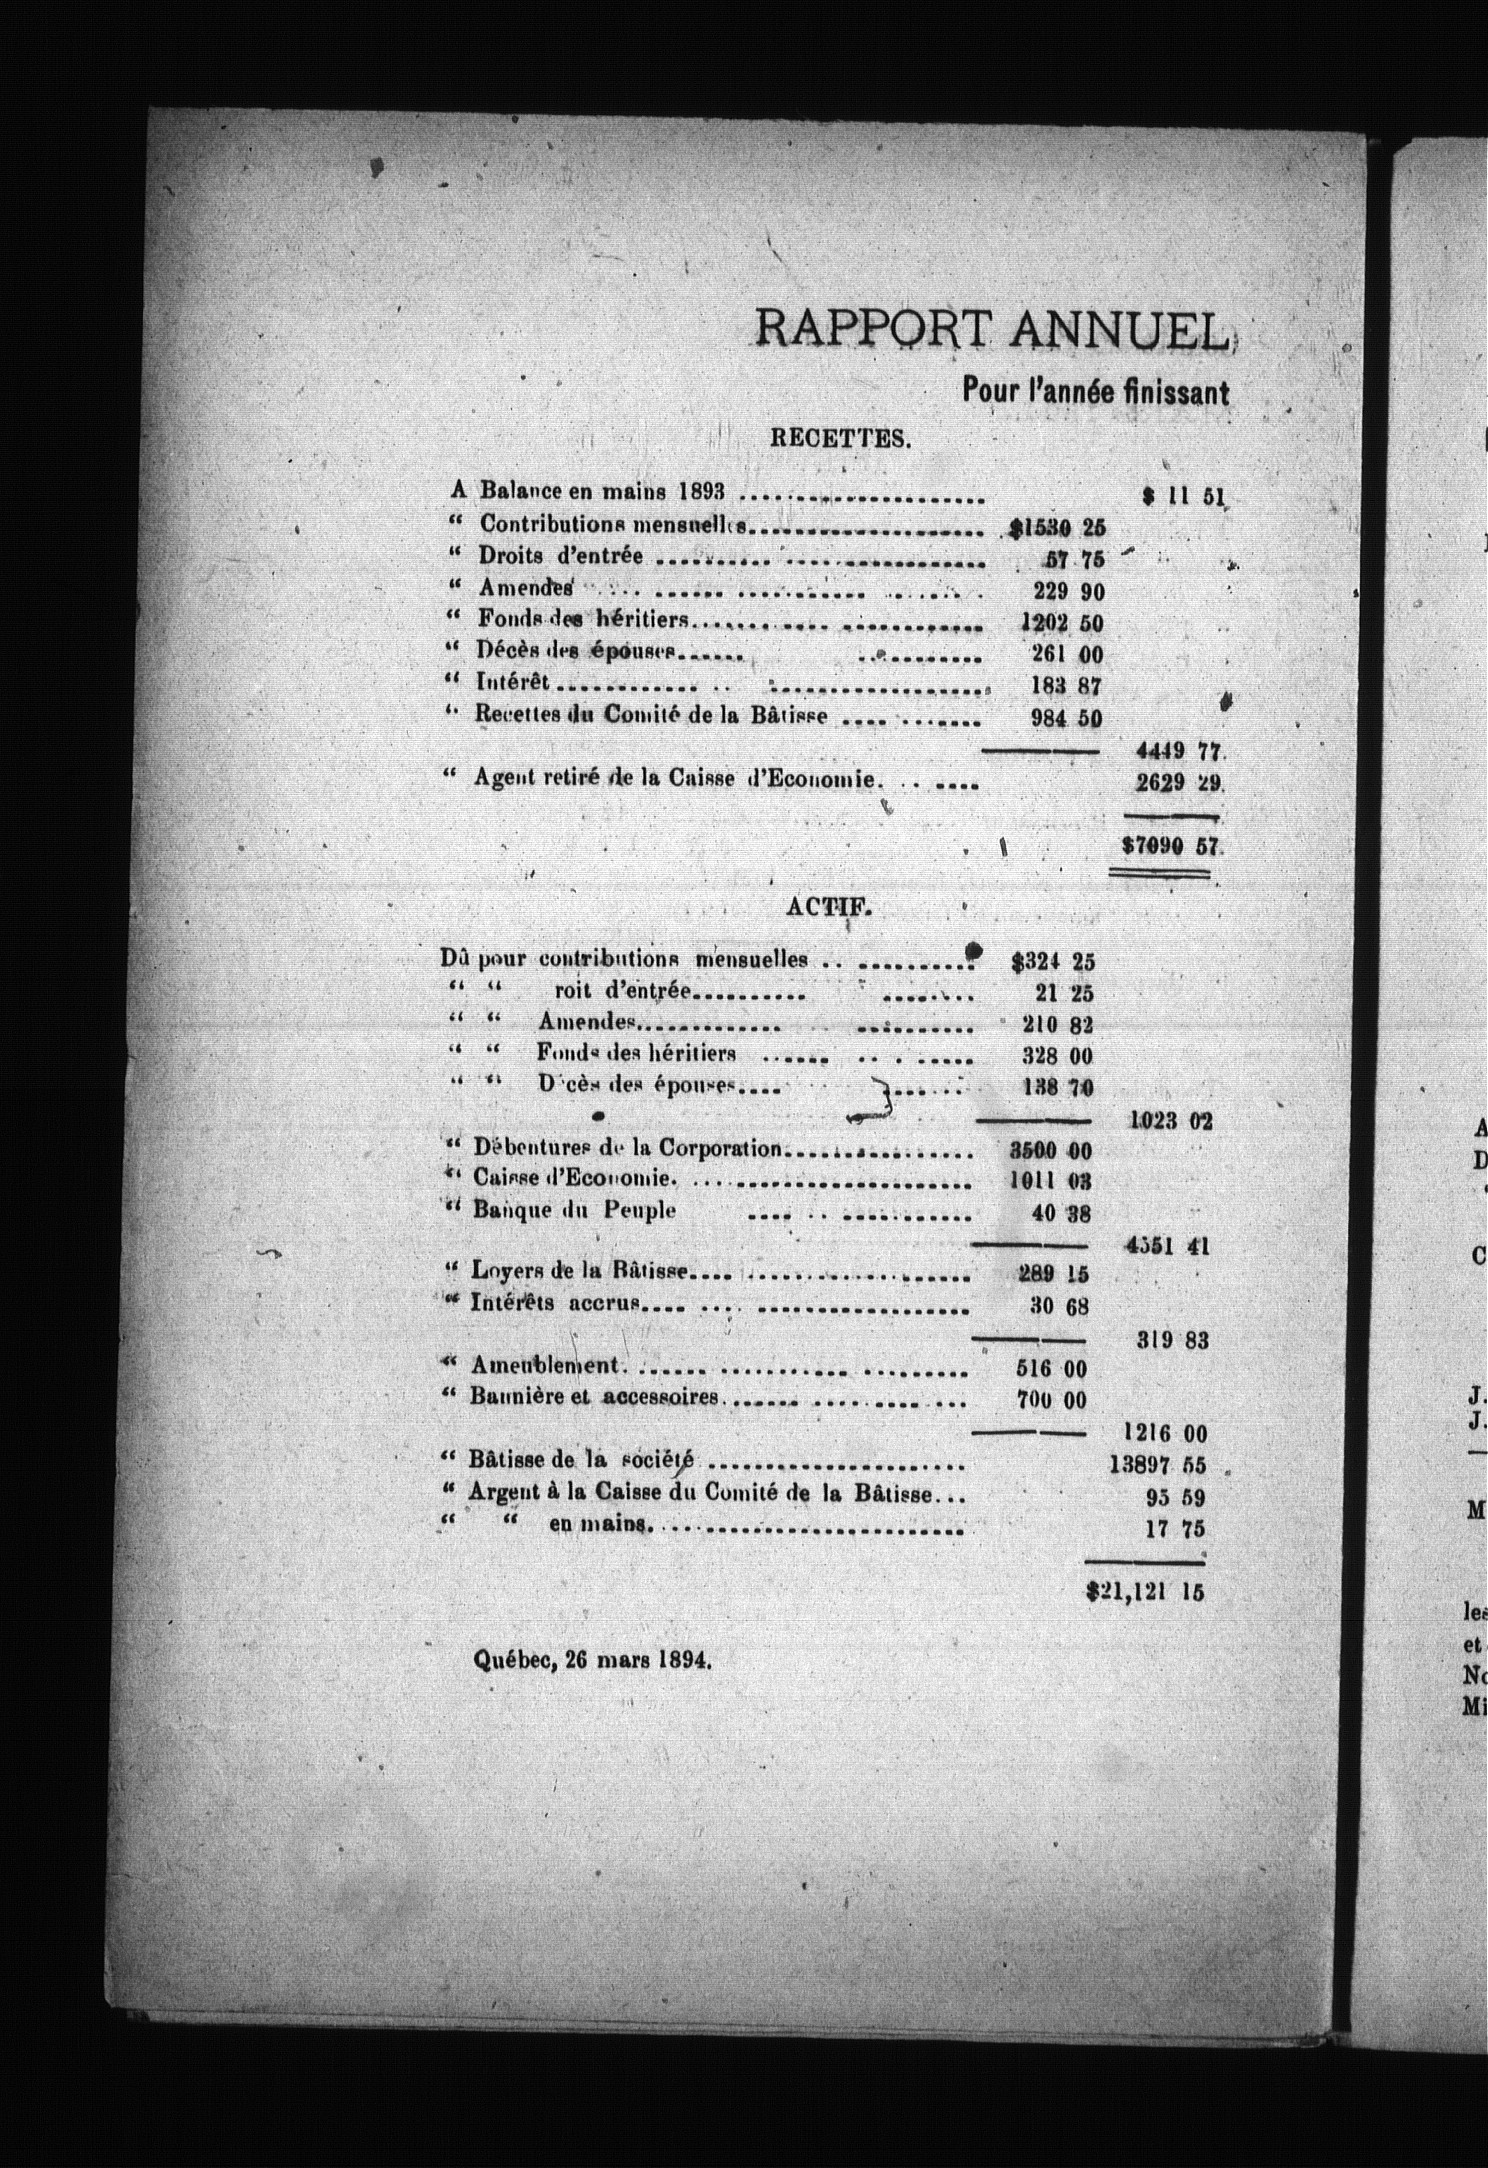 RAPPORT ANNUEL
Pour l'année finissant
RECETTES.
A Balance en mains 1893 ...................... $ 11 51
“ Contributions mensuelles...................... $1530 25
“ Droits d'entrée ...................... 57 75
“ Amendes ...................... 229 90
“ Fonds des héritiers...................... 1202 50
“ Décès des épouses...................... 261 00
“ Intérêt...................... 183 87
“ Recettes du Comité de la Bâtisse ............ 984 50
4449 77
“ Agent retiré de la Caisse d'Economie....... 2629 29
$7090 57
ACTIF.
Dû pour contributions mensuelles ............ $324 25
“ “ roit d'entrée.................. 21 25
“ “ Amendes...................... 210 82
“ “ Fonds des héritiers ............ 328 00
“ “ D cès des épouses............ 138 70
1023 02
“ Débentures de la Corporation................ 3500 00
“ Caisse d'Economie...................... 1011 03
“ Banque du Peuple .................. 40 38
4551 41
“ Loyers de la Bâtisse...................... 289 15
“ Intérêts accrus...................... 30 68
319 83
“ Ameublement...................... 516 00
“ Bannière et accessoires.................. 700 00
1216 00
“ Bâtisse de la société ...................... 13897 55
“ Argent à la Caisse du Comité de la Bâtisse... 95 59
“ “ en mains...................... 17 75
$21,121 15
Québec, 26 mars 1894.